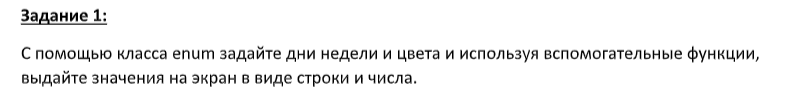 Задание 1:
С помощью класса enum задайте дни недели и цвета и используя вспомогательные функции,
выдайте значения на экран в виде строки и числа.